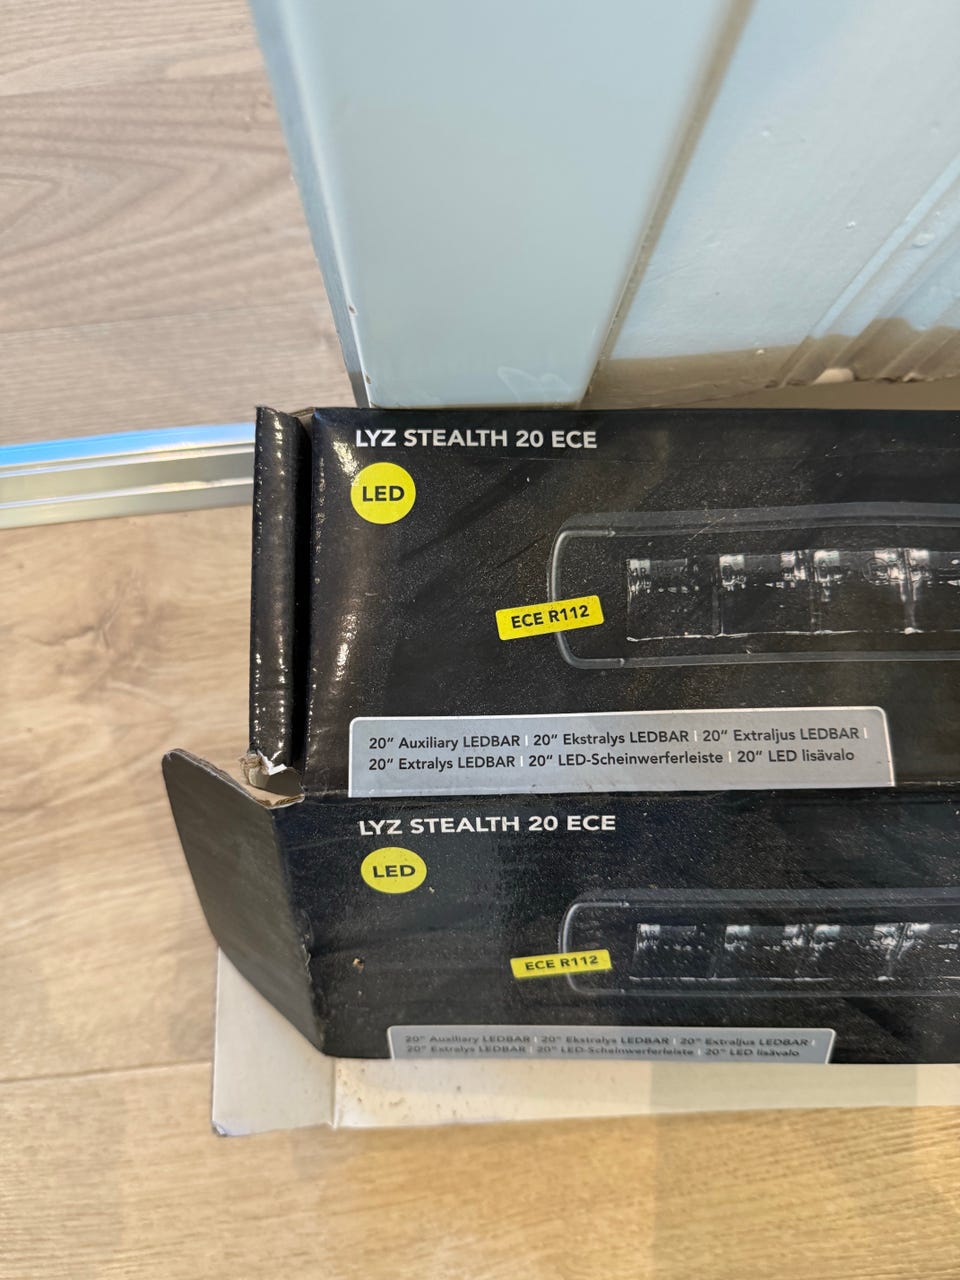 LYZ STEALTH 20 ECE
LED
ECE R112
20" Auxiliary LEDBAR | 20" Ekstralys LEDBAR | 20" Extraljus LEDBAR |
20" Extralys LEDBAR | 20" LED-Scheinwerferleiste | 20" LED lisävalo
LYZ STEALTH 20 ECE
LED
ECE R112
20" Auxiliary LEDBAR | 20" Ekstralys LEDBAR | 20" Extraljus LEDBAR |
20" Extralys LEDBAR | 20" LED-Scheinwerferleiste | 20" LED lisävalo